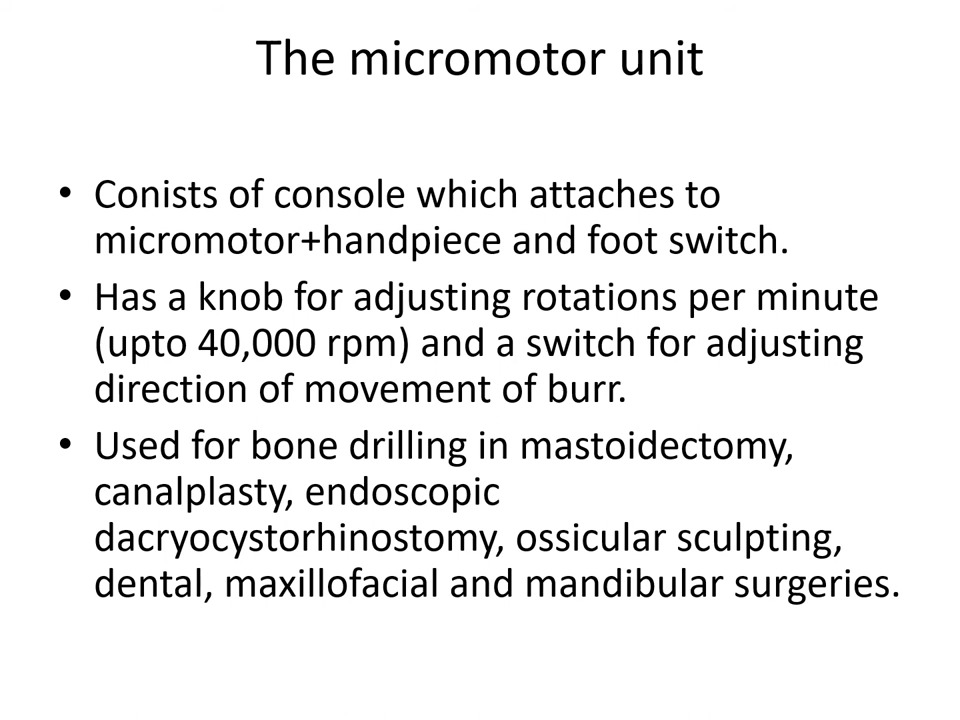 The micromotor unit
• Conists of console which attaches to
micromotor+handpiece and foot switch.
• Has a knob for adjusting rotations per minute
(upto 40,000 rpm) and a switch for adjusting
direction of movement of burr.
• Used for bone drilling in mastoidectomy,
canalplasty, endoscopic
dacryocystorhinostomy, ossicular sculpting,
dental, maxillofacial and mandibular surgeries.